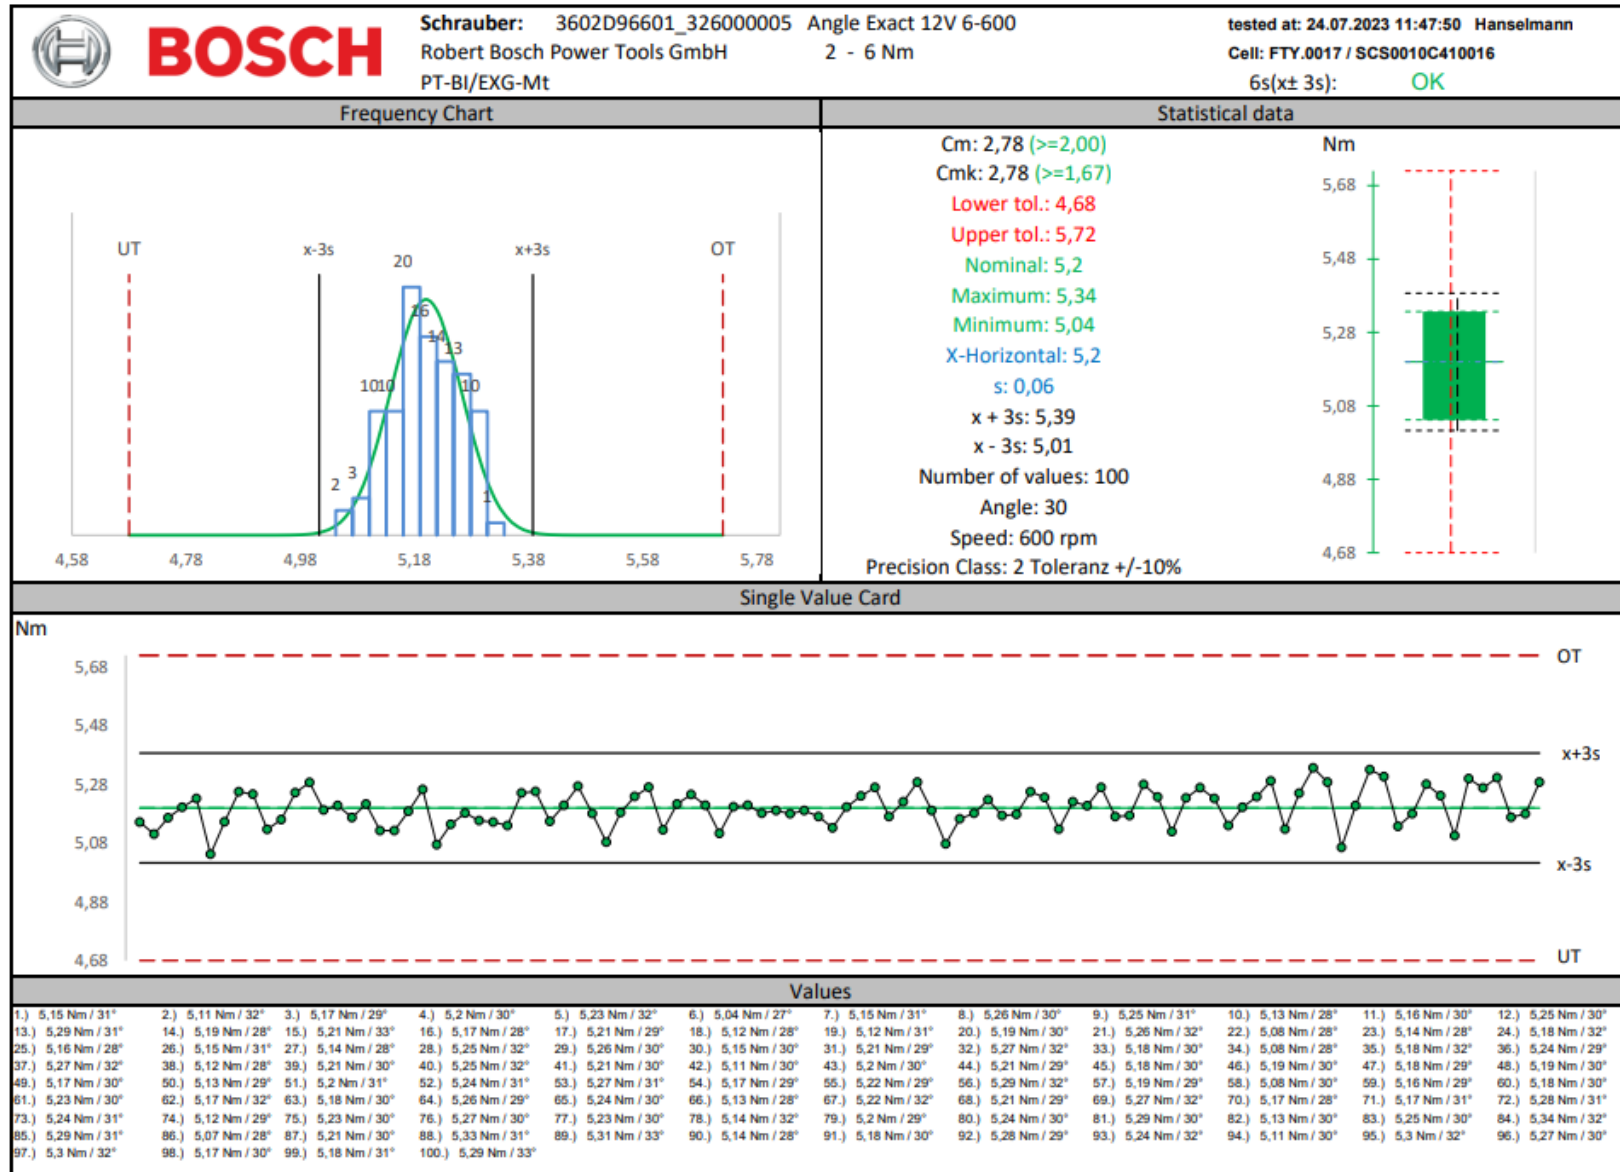 BOSCH
Schrauber: 3602D96601_326000005 Angle Exact 12V 6-600
Robert Bosch Power Tools GmbH 2 - 6 Nm
PT-BI/EXG-Mt
tested at: 24.07.2023 11:47:50 Hanselmann
Cell: FTY.0017 / SCS0010C410016
6s(x± 3s): OK
Frequency Chart
UT x-3s x+3s OT
20
16
14
13
10 10 10
2 3 1
4,58 4,78 4,98 5,18 5,38 5,58 5,78
Statistical data
Cm: 2,78 (>=2,00)
Cmk: 2,78 (>=1,67)
Lower tol.: 4,68
Upper tol.: 5,72
Nominal: 5,2
Maximum: 5,34
Minimum: 5,04
X-Horizontal: 5,2
s: 0,06
x + 3s: 5,39
x - 3s: 5,01
Number of values: 100
Angle: 30
Speed: 600 rpm
Precision Class: 2 Toleranz +/-10%
Nm
5,68
5,48
5,28
5,08
4,88
4,68
Single Value Card
Nm
5,68 OT
5,48
x+3s
5,28
5,08
x-3s
4,88
4,68 UT
Values
1.) 5,15 Nm / 31° 2.) 5,11 Nm / 32° 3.) 5,17 Nm / 29° 4.) 5,2 Nm / 30° 5.) 5,23 Nm / 32° 6.) 5,04 Nm / 27° 7.) 5,15 Nm / 31° 8.) 5,26 Nm / 30° 9.) 5,25 Nm / 31° 10.) 5,13 Nm / 28° 11.) 5,16 Nm / 30° 12.) 5,25 Nm / 30°
13.) 5,29 Nm / 31° 14.) 5,19 Nm / 28° 15.) 5,21 Nm / 33° 16.) 5,17 Nm / 28° 17.) 5,21 Nm / 29° 18.) 5,12 Nm / 28° 19.) 5,12 Nm / 31° 20.) 5,19 Nm / 30° 21.) 5,26 Nm / 32° 22.) 5,08 Nm / 28° 23.) 5,14 Nm / 28° 24.) 5,18 Nm / 32°
25.) 5,16 Nm / 28° 26.) 5,15 Nm / 31° 27.) 5,14 Nm / 28° 28.) 5,25 Nm / 32° 29.) 5,26 Nm / 30° 30.) 5,15 Nm / 30° 31.) 5,21 Nm / 29° 32.) 5,27 Nm / 32° 33.) 5,18 Nm / 30° 34.) 5,08 Nm / 28° 35.) 5,18 Nm / 32° 36.) 5,24 Nm / 29°
37.) 5,27 Nm / 32° 38.) 5,12 Nm / 28° 39.) 5,21 Nm / 30° 40.) 5,25 Nm / 32° 41.) 5,21 Nm / 30° 42.) 5,11 Nm / 30° 43.) 5,2 Nm / 30° 44.) 5,21 Nm / 29° 45.) 5,18 Nm / 30° 46.) 5,19 Nm / 30° 47.) 5,18 Nm / 29° 48.) 5,19 Nm / 30°
49.) 5,17 Nm / 30° 50.) 5,13 Nm / 29° 51.) 5,2 Nm / 31° 52.) 5,24 Nm / 31° 53.) 5,27 Nm / 31° 54.) 5,17 Nm / 29° 55.) 5,22 Nm / 29° 56.) 5,29 Nm / 32° 57.) 5,19 Nm / 29° 58.) 5,08 Nm / 30° 59.) 5,16 Nm / 29° 60.) 5,18 Nm / 30°
61.) 5,23 Nm / 30° 62.) 5,17 Nm / 32° 63.) 5,18 Nm / 30° 64.) 5,26 Nm / 29° 65.) 5,24 Nm / 30° 66.) 5,13 Nm / 28° 67.) 5,22 Nm / 32° 68.) 5,21 Nm / 29° 69.) 5,27 Nm / 32° 70.) 5,17 Nm / 28° 71.) 5,17 Nm / 31° 72.) 5,28 Nm / 31°
73.) 5,24 Nm / 31° 74.) 5,12 Nm / 29° 75.) 5,23 Nm / 30° 76.) 5,27 Nm / 30° 77.) 5,23 Nm / 30° 78.) 5,14 Nm / 32° 79.) 5,2 Nm / 29° 80.) 5,24 Nm / 30° 81.) 5,29 Nm / 30° 82.) 5,13 Nm / 30° 83.) 5,25 Nm / 30° 84.) 5,34 Nm / 32°
85.) 5,29 Nm / 31° 86.) 5,07 Nm / 28° 87.) 5,21 Nm / 30° 88.) 5,33 Nm / 31° 89.) 5,31 Nm / 33° 90.) 5,14 Nm / 28° 91.) 5,18 Nm / 30° 92.) 5,28 Nm / 29° 93.) 5,24 Nm / 32° 94.) 5,11 Nm / 30° 95.) 5,3 Nm / 32° 96.) 5,27 Nm / 30°
97.) 5,3 Nm / 32° 98.) 5,17 Nm / 30° 99.) 5,18 Nm / 31° 100.) 5,29 Nm / 33°